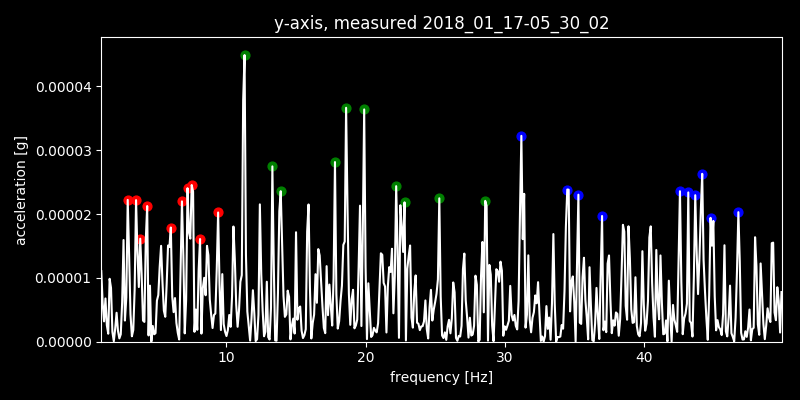 y-axis, measured 2018_01_17-05_30_02
0.00004
0.00003
0.00002
0.00001
0.00000
acceleration [g]
10 20 30 40
frequency [Hz]